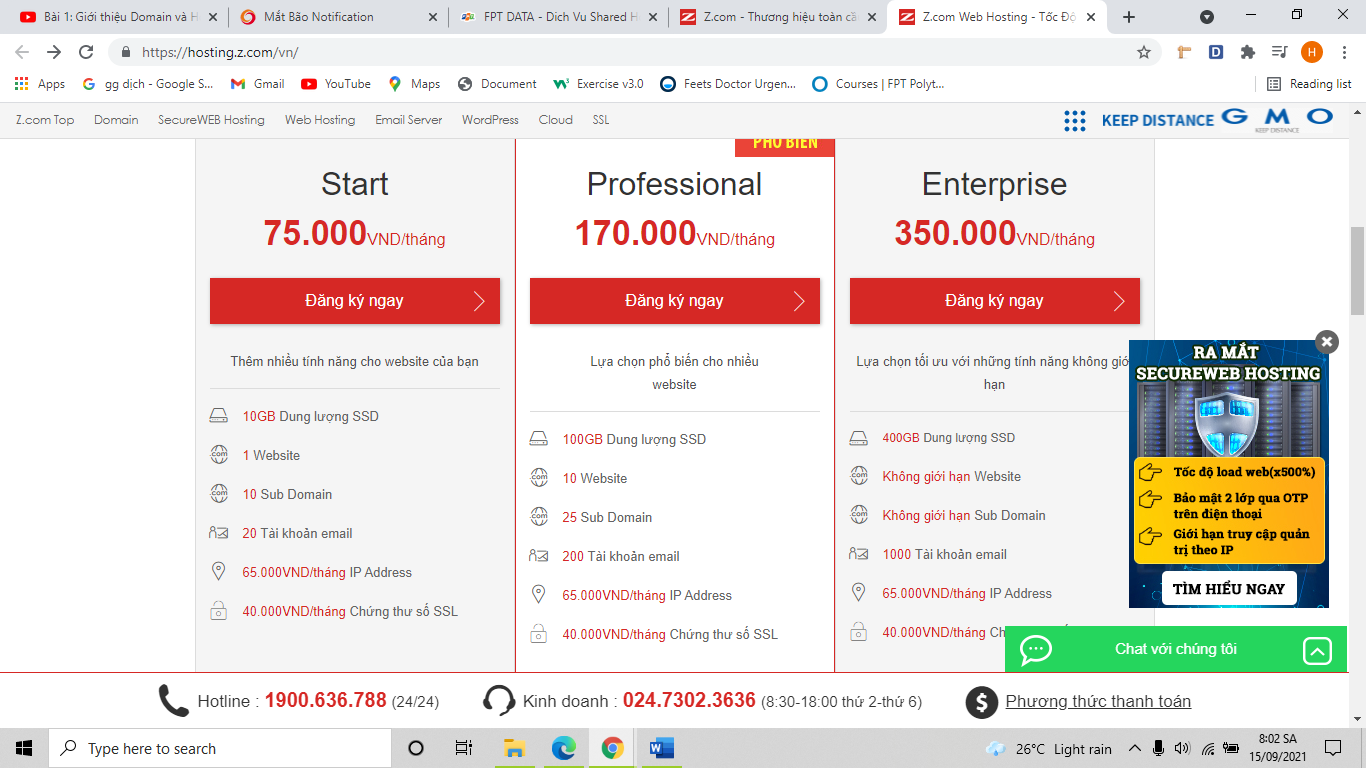 Bài 1: Giới thiệu Domain và H
Mắt Bão Notification
FPT DATA - Dich Vu Shared H
Z.com - Thương hiệu toàn cầ
Z.com Web Hosting - Tốc Độ
https://hosting.z.com/vn/
H
Apps
gg dịch - Google S...
Gmail
YouTube
Maps
Document
Exercise v3.0
Feets Doctor Urgen...
Courses | FPT Polyt...
Reading list
Z.com Top
Domain
SecureWEB Hosting
Web Hosting
Email Server
WordPress
Cloud
SSL
KEEP DISTANCE
G M O
KEEP DISTANCE
PHỔ BIẾN
Start
75.000VND/tháng
Đăng ký ngay
Thêm nhiều tính năng cho website của bạn
10GB Dung lượng SSD
1 Website
10 Sub Domain
20 Tài khoản email
65.000VND/tháng IP Address
40.000VND/tháng Chứng thư số SSL
Professional
170.000VND/tháng
Đăng ký ngay
Lựa chọn phổ biến cho nhiều
website
100GB Dung lượng SSD
10 Website
25 Sub Domain
200 Tài khoản email
65.000VND/tháng IP Address
40.000VND/tháng Chứng thư số SSL
Enterprise
350.000VND/tháng
Đăng ký ngay
Lựa chọn tối ưu với những tính năng không giớ
hạn
400GB Dung lượng SSD
Không giới hạn Website
Không giới hạn Sub Domain
1000 Tài khoản email
65.000VND/tháng IP Address
40.000VND/tháng
RA MẮT
SECUREWEB HOSTING
Tốc độ load web(x500%)
Bảo mật 2 lớp qua OTP
trên điện thoại
Giới hạn truy cập quản
trị theo IP
TÌM HIỂU NGAY
Chat với chúng tôi
Hotline : 1900.636.788 (24/24)
Kinh doanh : 024.7302.3636 (8:30-18:00 thứ 2-thứ 6)
Phương thức thanh toán
Type here to search
26°C Light rain
8:02 SA
15/09/2021